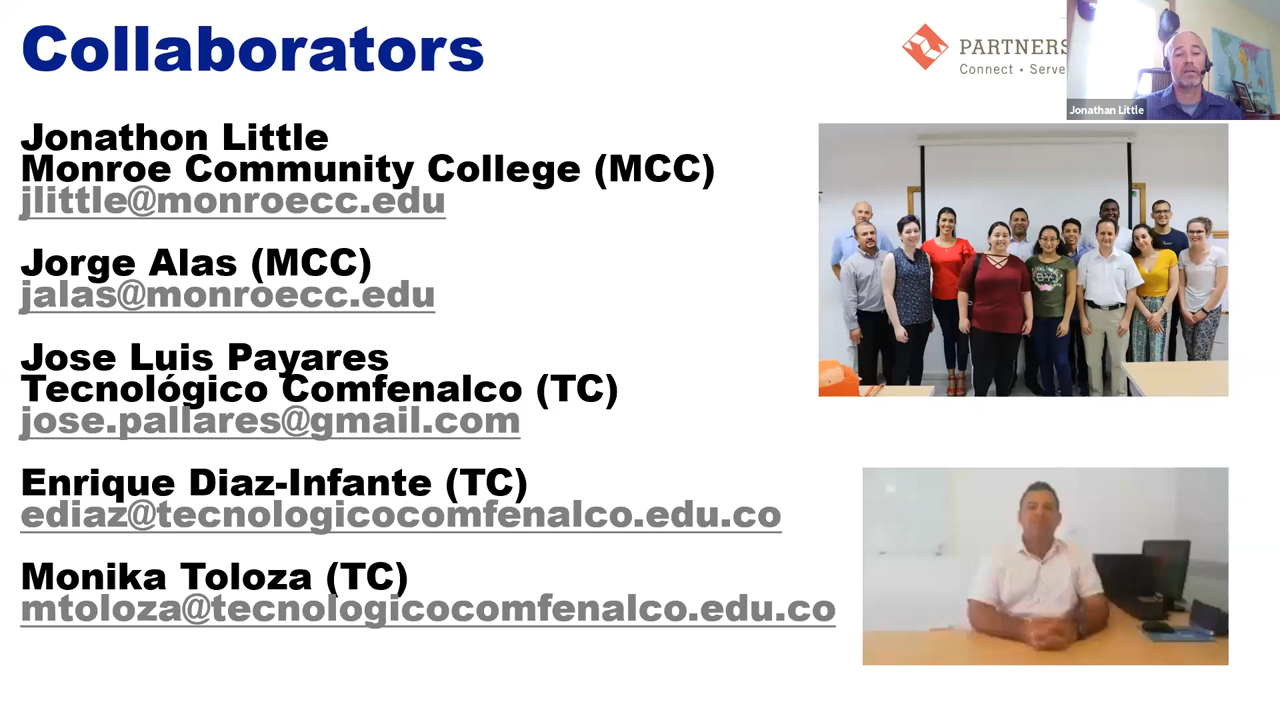 Collaborators
PARTNERS
Connect • Serve
Jonathan Little
Jonathon Little
Monroe Community College (MCC)
jlittle@monroecc.edu
Jorge Alas (MCC)
jalas@monroecc.edu
Jose Luis Payares
Tecnológico Comfenalco (TC)
jose.pallares@gmail.com
Enrique Diaz-Infante (TC)
ediaz@tecnologicocomfenalco.edu.co
Monika Toloza (TC)
mtoloza@tecnologicocomfenalco.edu.co